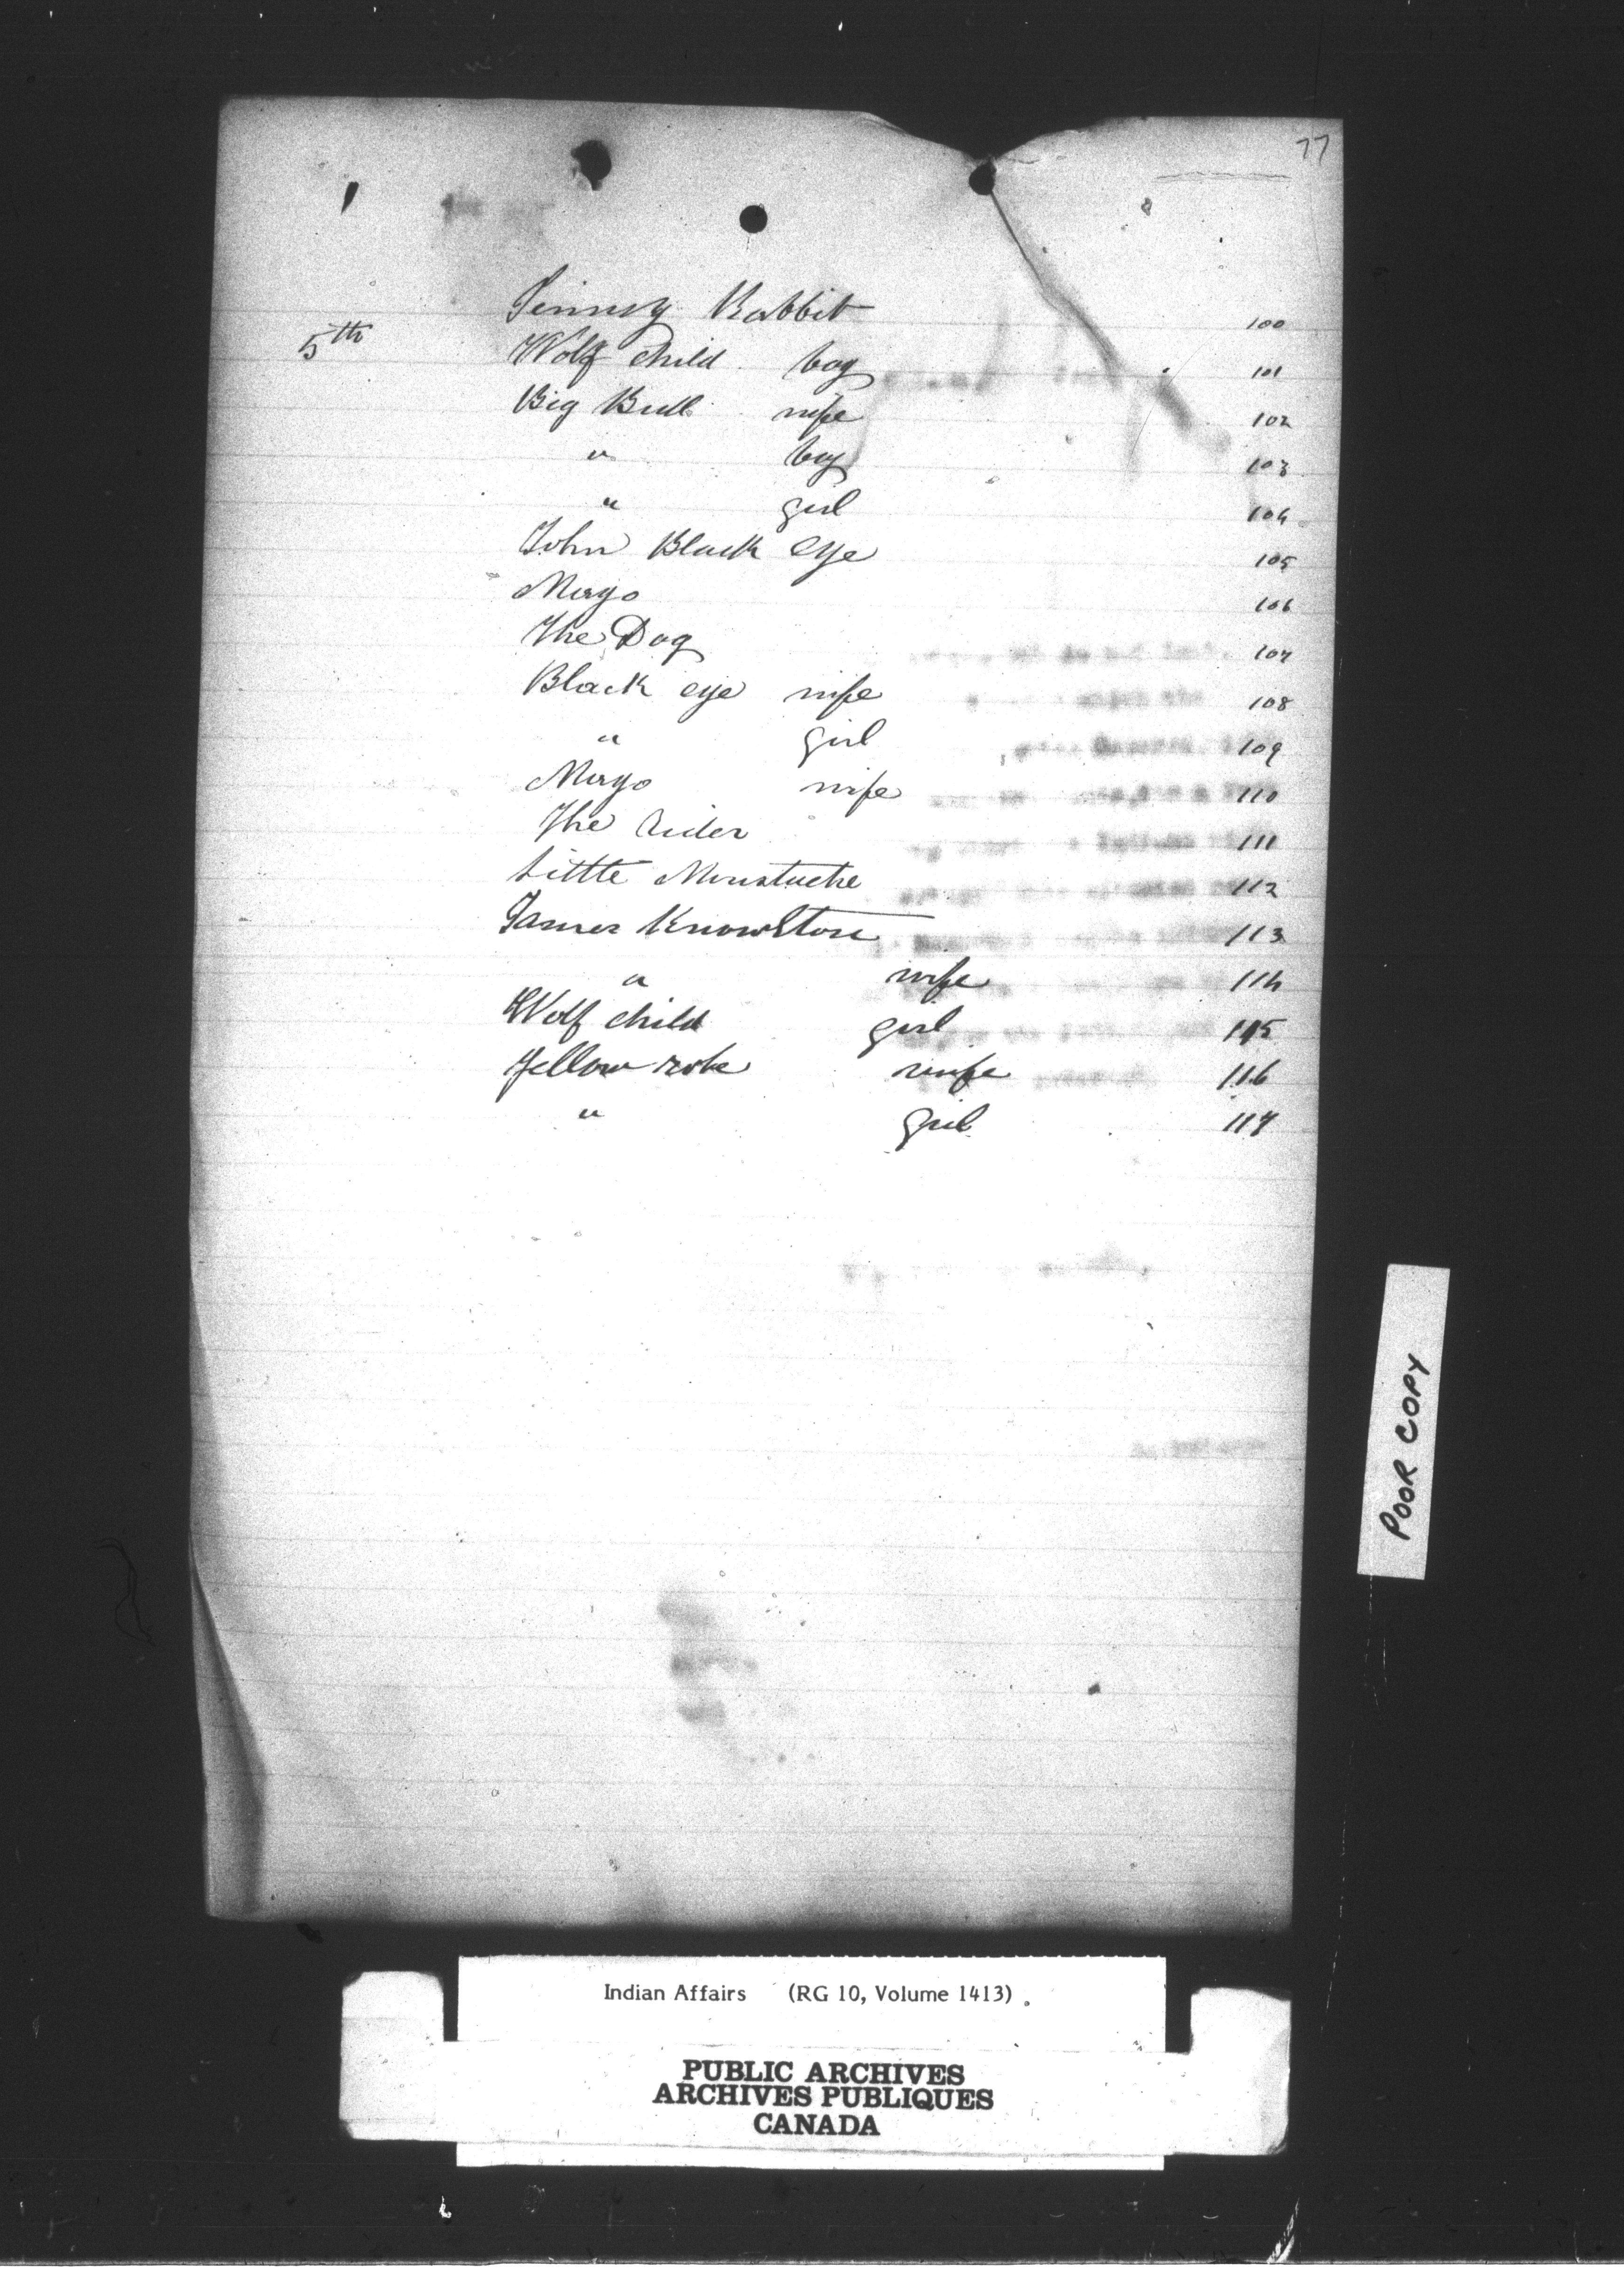 77
Jimmy Rabbit 100
5th Wolf child boy 101
Big Bull wife 102
" boy 103
" girl 104
John Black eye 105
Mayo 106
The Dog 107
Black eye wife 108
" girl 109
Mayo wife 110
The rider 111
Little Moustache 112
James Knowlton 113
" wife 114
Wolf child girl 115
Yellow robe wife 116
" girl 117
POOR COPY
Indian Affairs (RG 10, Volume 1413)
PUBLIC ARCHIVES
ARCHIVES PUBLIQUES
CANADA